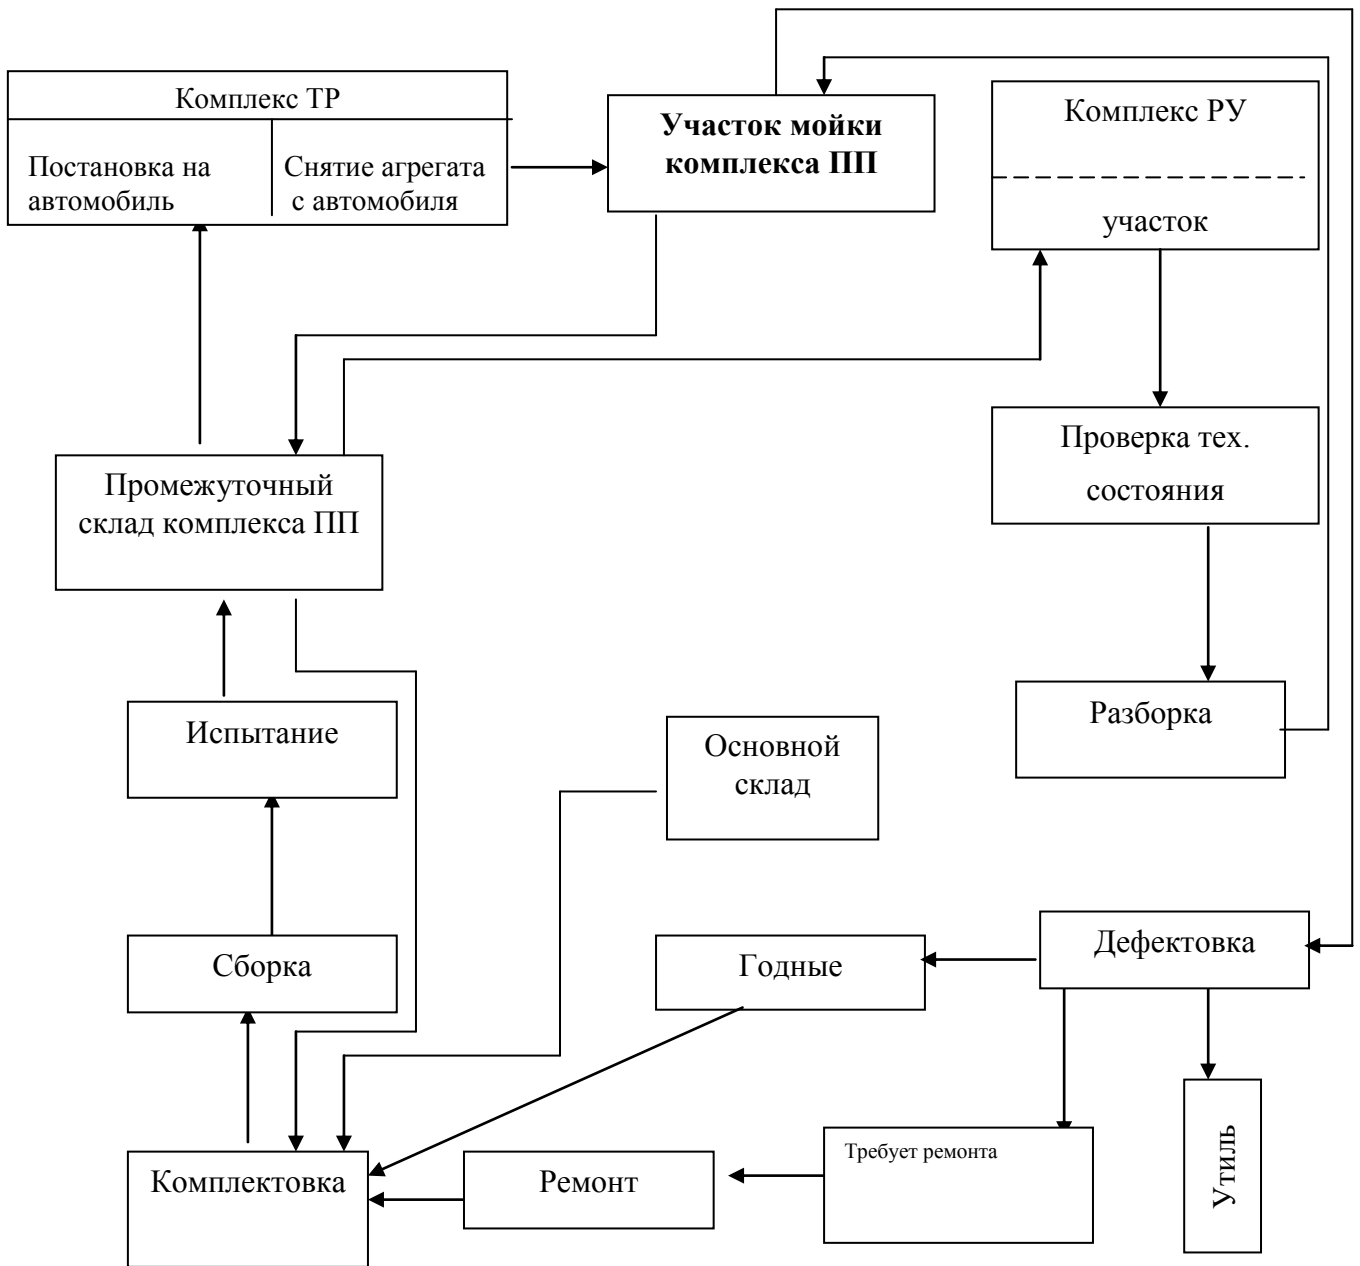 Комплекс ТР
Постановка на
автомобиль
Снятие агрегата
с автомобиля
Участок мойки
комплекса ПП
Комплекс РУ
участок
Проверка тех.
состояния
Промежуточный
склад комплекса ПП
Разборка
Испытание
Основной
склад
Дефектовка
Сборка
Годные
Требует ремонта
Утиль
Комплектовка
Ремонт